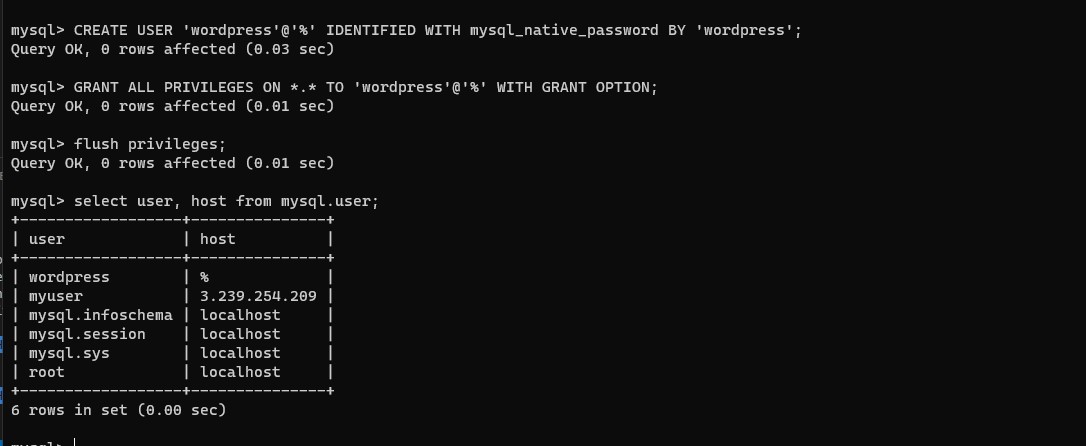 mysql> CREATE USER 'wordpress'@'%' IDENTIFIED WITH mysql_native_password BY 'wordpress';
Query OK, 0 rows affected (0.03 sec)
mysql> GRANT ALL PRIVILEGES ON *.* TO 'wordpress'@'%' WITH GRANT OPTION;
Query OK, 0 rows affected (0.01 sec)
mysql> flush privileges;
Query OK, 0 rows affected (0.01 sec)
mysql> select user, host from mysql.user;
+------------------+---------------+
| user             | host          |
+------------------+---------------+
| wordpress        | %             |
| myuser           | 3.239.254.209 |
| mysql.infoschema | localhost     |
| mysql.session    | localhost     |
| mysql.sys        | localhost     |
| root             | localhost     |
+------------------+---------------+
6 rows in set (0.00 sec)
mysql>